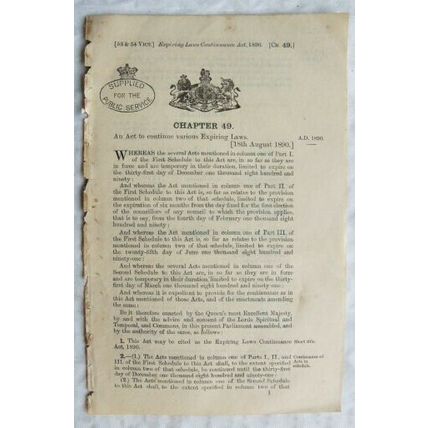 [53 & 54 VICT.] Expiring Laws Continuance Act, 1890. [CH. 49.]
SUPPLIED
FOR THE
PUBLIC SERVICE
CHAPTER 49.
An Act to continue various Expiring Laws. A.D. 1890.
[18th August 1890.]
WHEREAS the several Acts mentioned in column one of Part I.
of the First Schedule to this Act are, in so far as they are
in force and are temporary in their duration, limited to expire on
the thirty-first day of December one thousand eight hundred and
ninety:
And whereas the Act mentioned in column one of Part II. of
the First Schedule to this Act is, so far as relates to the provision
mentioned in column two of that schedule, limited to expire on
the expiration of six months from the day fixed for the first election
of the councillors of any council to which the provision applies,
that is to say, from the fourth day of February one thousand eight
hundred and ninety:
And whereas the Act mentioned in column one of Part III. of
the First Schedule to this Act, is, in so far as relates to the provision
mentioned in column two of that schedule, limited to expire on
the twenty-fifth day of June one thousand eight hundred and
ninety-one:
And whereas the several Acts mentioned in column one of the
Second Schedule to this Act are, in so far as they are in force
and are temporary in their duration, limited to expire on the thirty-
first day of March one thousand eight hundred and ninety-one:
And whereas it is expedient to provide for the continuance as in
this Act mentioned of those Acts, and of the enactments amending the
same:
Be it therefore enacted by the Queen's most Excellent Majesty,
by and with the advice and consent of the Lords Spiritual and
Temporal, and Commons, in this present Parliament assembled, and
by the authority of the same, as follows:
1. This Act may be cited as the Expiring Laws Continuance Short title.
Act, 1890.
2.—(1.) The Acts mentioned in column one of Parts I., II., and Continuance of
III. of the First Schedule to this Act shall, to the extent specified Acts in
in column two of that schedule, be continued until the thirty-first schedule.
day of December one thousand eight hundred and ninety-one:
(2.) The Acts mentioned in column one of the Second Schedule
to this Act shall, to the extent specified in column two of that